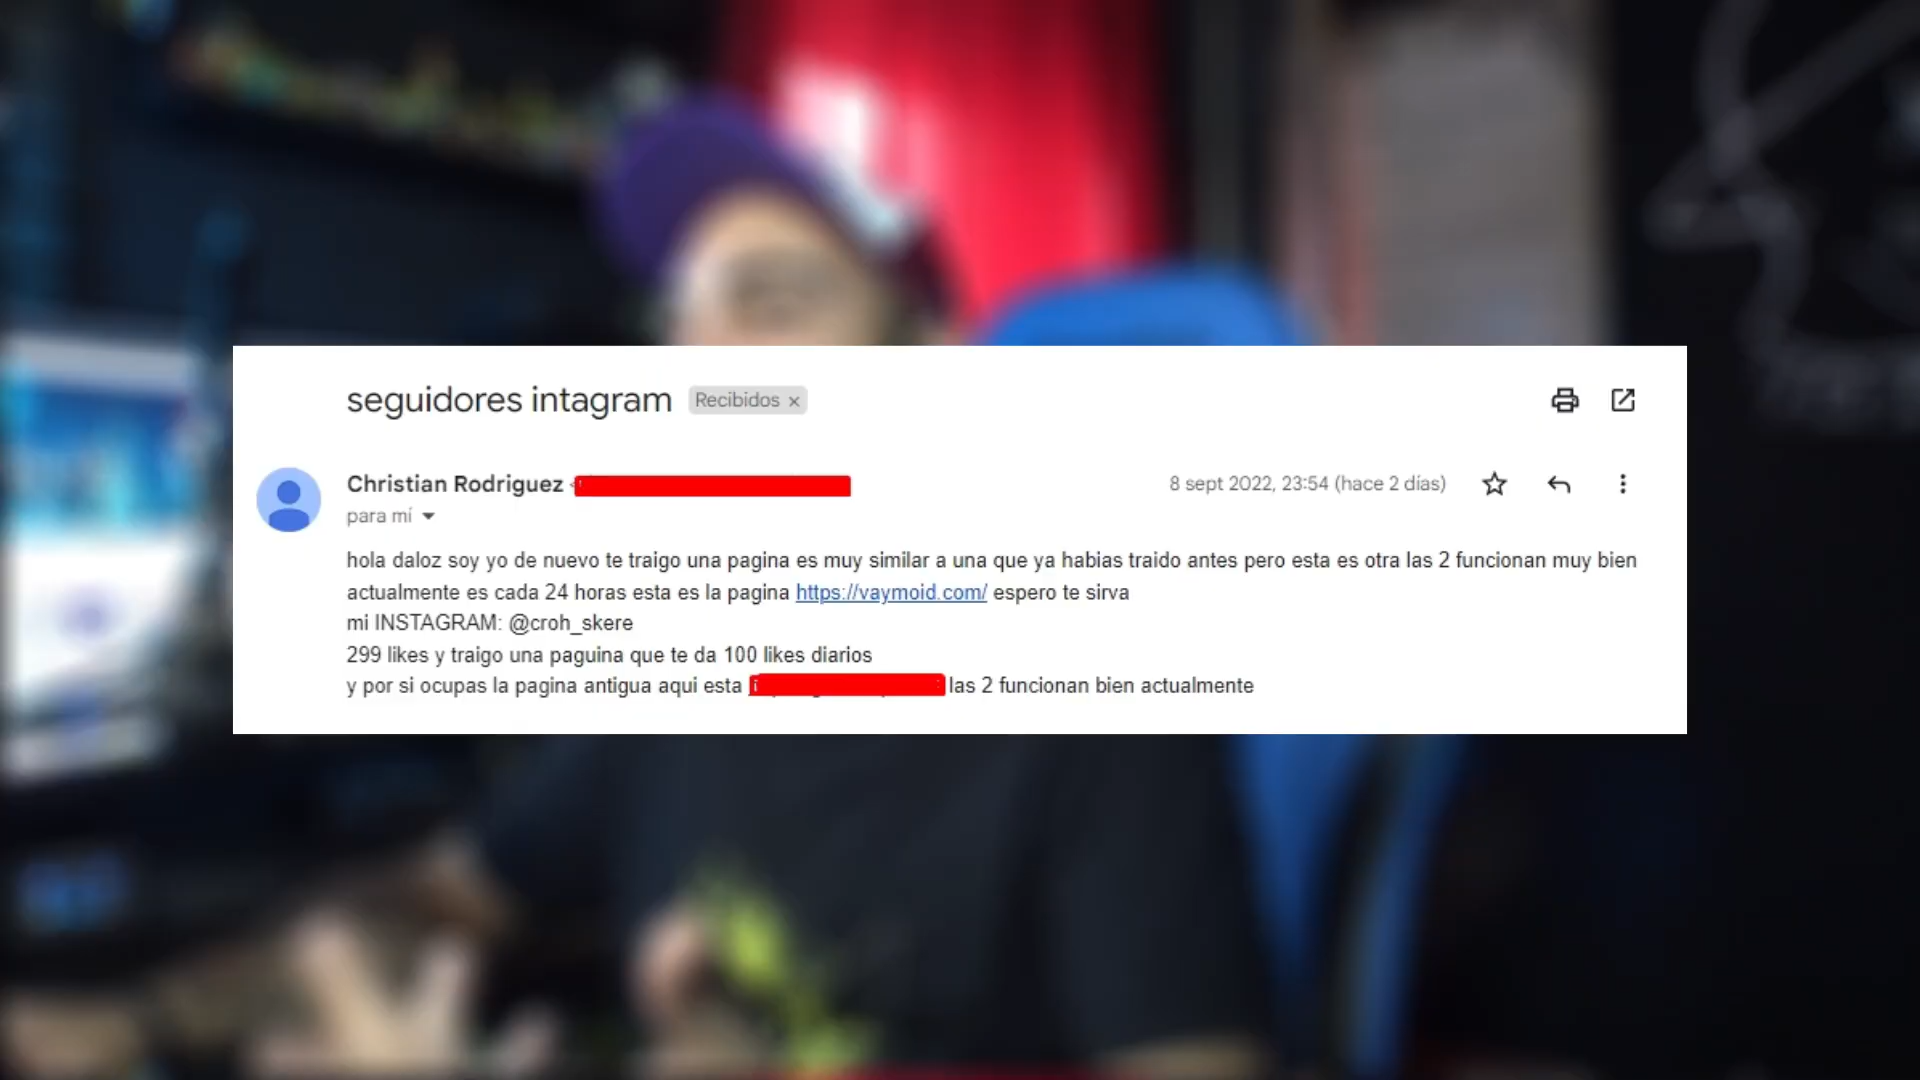 seguidores intagram Recibidos x
Christian Rodriguez
8 sept 2022, 23:54 (hace 2 días)
para mí
hola daloz soy yo de nuevo te traigo una pagina es muy similar a una que ya habias traido antes pero esta es otra las 2 funcionan muy bien
actualmente es cada 24 horas esta es la pagina https://vaymoid.com/ espero te sirva
mi INSTAGRAM: @croh_skere
299 likes y traigo una paguina que te da 100 likes diarios
y por si ocupas la pagina antigua aqui esta las 2 funcionan bien actualmente